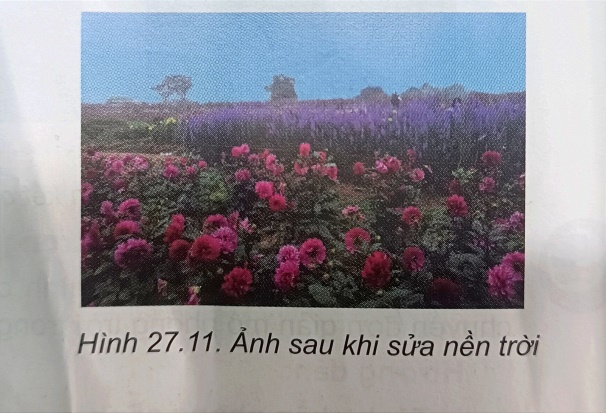 Hình 27.11. Ảnh sau khi sửa nền trời